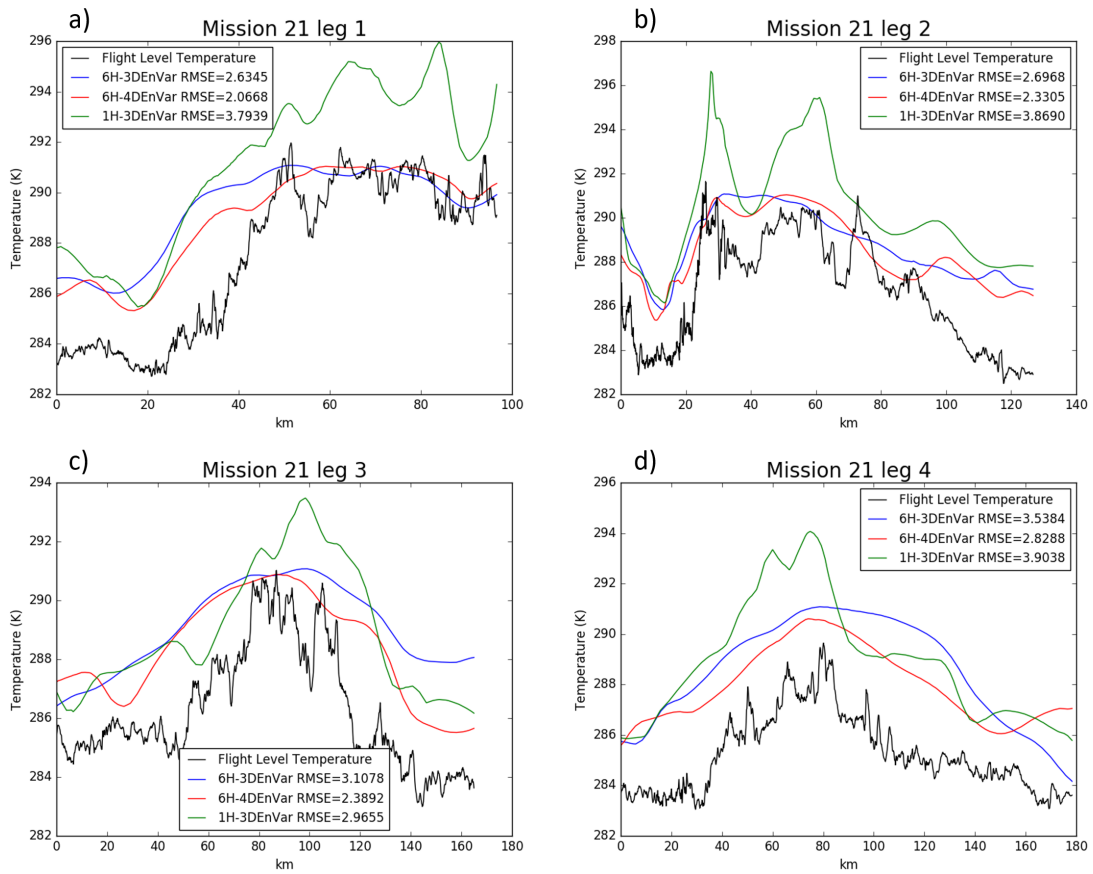 a)
Mission 21 leg 1
Flight Level Temperature
6H-3DEnVar RMSE=2.6345
6H-4DEnVar RMSE=2.0668
1H-3DEnVar RMSE=3.7939
296
294
292
290
288
286
284
282
Temperature (K)
0 20 40 60 80 100
km
b)
Mission 21 leg 2
Flight Level Temperature
6H-3DEnVar RMSE=2.6968
6H-4DEnVar RMSE=2.3305
1H-3DEnVar RMSE=3.8690
298
296
294
292
290
288
286
284
282
Temperature (K)
0 20 40 60 80 100 120 140
km
c)
Mission 21 leg 3
294
292
290
288
286
284
282
Temperature (K)
Flight Level Temperature
6H-3DEnVar RMSE=3.1078
6H-4DEnVar RMSE=2.3892
1H-3DEnVar RMSE=2.9655
0 20 40 60 80 100 120 140 160 180
km
d)
Mission 21 leg 4
Flight Level Temperature
6H-3DEnVar RMSE=3.5384
6H-4DEnVar RMSE=2.8288
1H-3DEnVar RMSE=3.9038
296
294
292
290
288
286
284
282
Temperature (K)
0 20 40 60 80 100 120 140 160 180
km